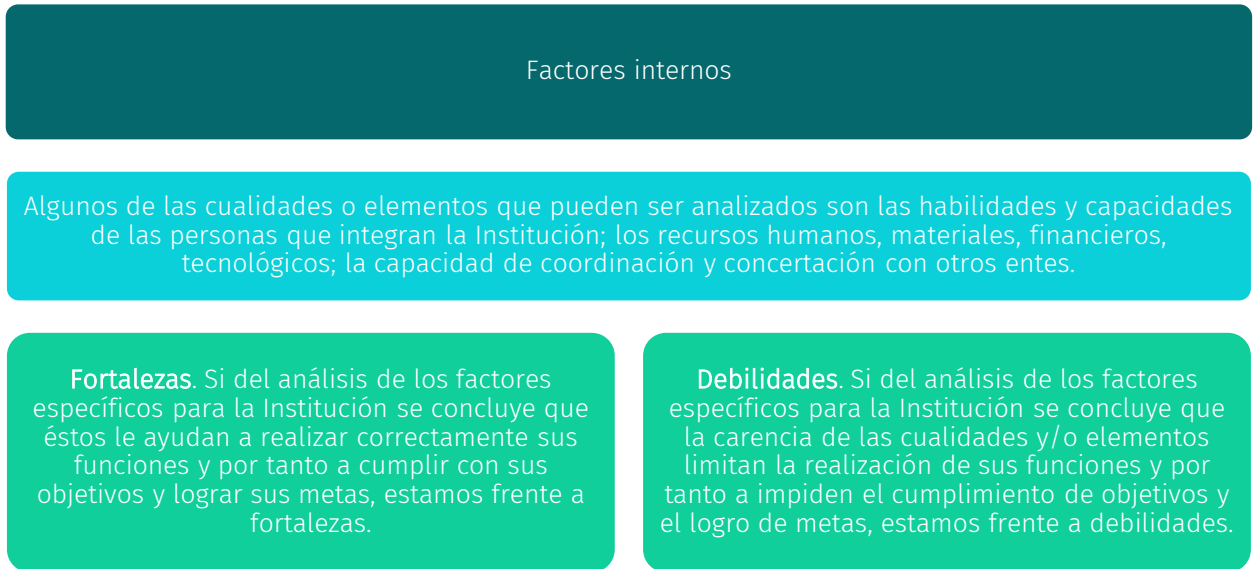 Factores internos
Algunos de las cualidades o elementos que pueden ser analizados son las habilidades y capacidades
de las personas que integran la Institución; los recursos humanos, materiales, financieros,
tecnológicos; la capacidad de coordinación y concertación con otros entes.
Fortalezas. Si del análisis de los factores
específicos para la Institución se concluye que
éstos le ayudan a realizar correctamente sus
funciones y por tanto a cumplir con sus
objetivos y lograr sus metas, estamos frente a
fortalezas.
Debilidades. Si del análisis de los factores
específicos para la Institución se concluye que
la carencia de las cualidades y/o elementos
limitan la realización de sus funciones y por
tanto a impiden el cumplimiento de objetivos y
el logro de metas, estamos frente a debilidades.